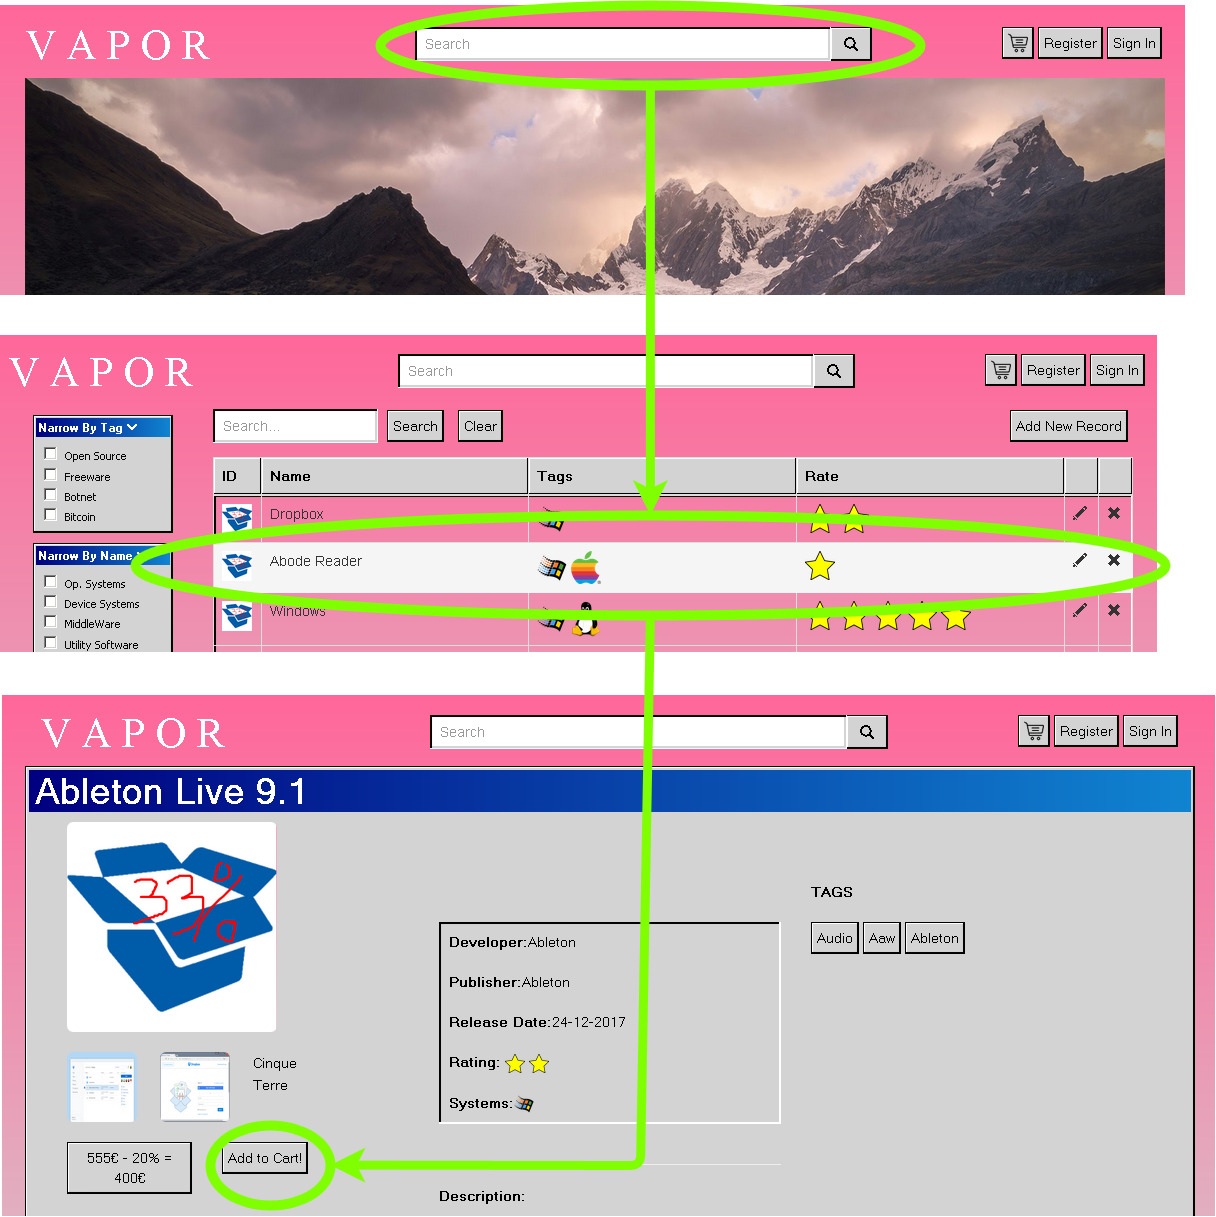 VAPOR
Search
Register
Sign In
VAPOR
Search
Register
Sign In
Narrow By Tag
Open Source
Freeware
Botnet
Bitcoin
Narrow By Name
Op. Systems
Device Systems
MiddleWare
Utility Software
Search...
Search
Clear
Add New Record
ID Name Tags Rate
Dropbox
Abode Reader
Windows
VAPOR
Search
Register
Sign In
Ableton Live 9.1
33%
Cinque
Terre
555€ - 20% =
400€
Add to Cart!
Developer:Ableton
Publisher:Ableton
Release Date:24-12-2017
Rating:
Systems:
Description:
TAGS
Audio
Aaw
Ableton